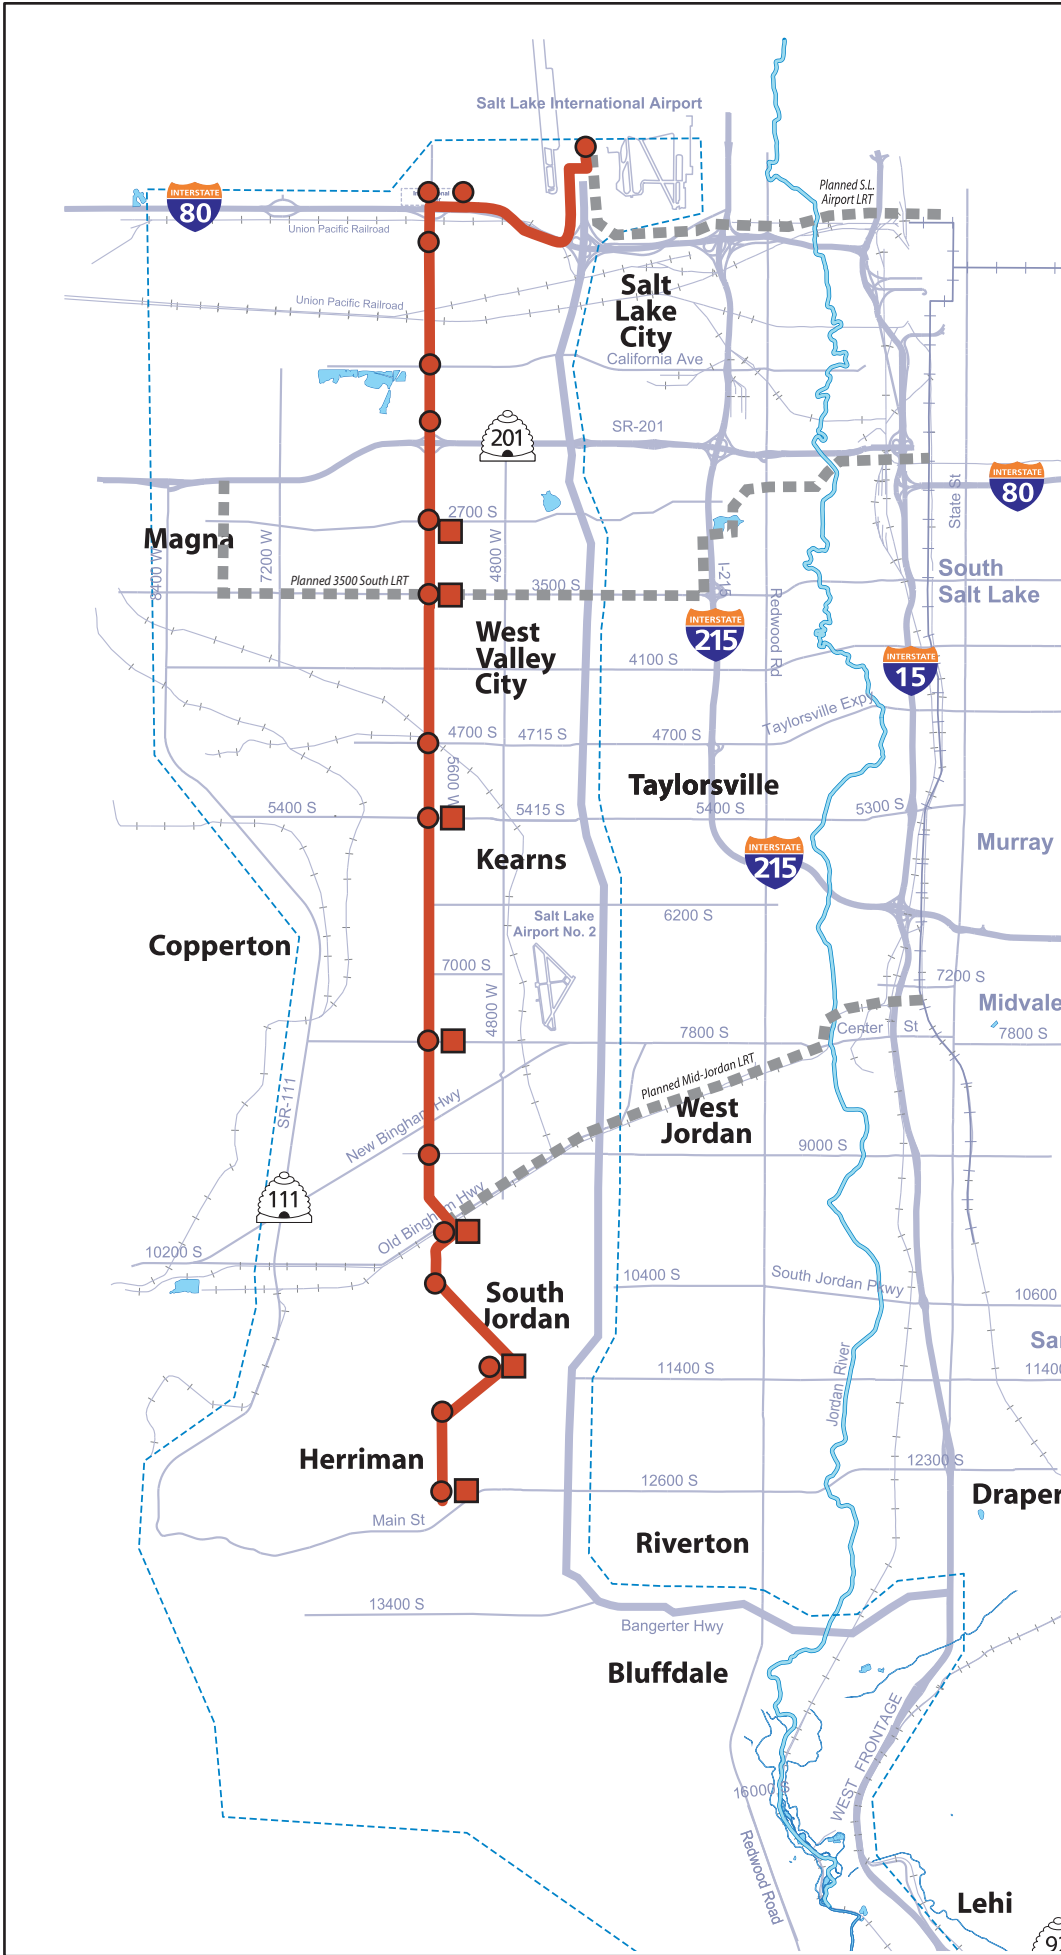 Salt Lake International Airport
Planned S.L.
Airport LRT
INTERSTATE
80
Union Pacific Railroad
Union Pacific Railroad
Salt
Lake
City
California Ave
SR-201
201
INTERSTATE
80
State St
2700 S
Magna
8400 W
7200 W
4800 W
Planned 3500 South LRT
3500 S
I-215
Redwood Rd
South
Salt Lake
INTERSTATE
215
West
Valley
City
4100 S
INTERSTATE
15
Taylorsville Expy
4700 S
4715 S
4700 S
5600 W
Taylorsville
5400 S
5415 S
5400 S
5300 S
Murray
INTERSTATE
215
Kearns
6200 S
Salt Lake
Airport No. 2
Copperton
7000 S
7200 S
4800 W
Midvale
7800 S
Center St
7800 S
Planned Mid-Jordan LRT
SR-111
New Bingham Hwy
West
Jordan
9000 S
111
Old Bingham Hwy
10200 S
10400 S
South Jordan Pkwy
South
Jordan
10600
Sa
11400 S
1140
Jordan River
Herriman
12300 S
12600 S
Draper
Main St
Riverton
13400 S
Bangerter Hwy
Bluffdale
WEST FRONTAGE
16000 S
Redwood Road
Lehi
9